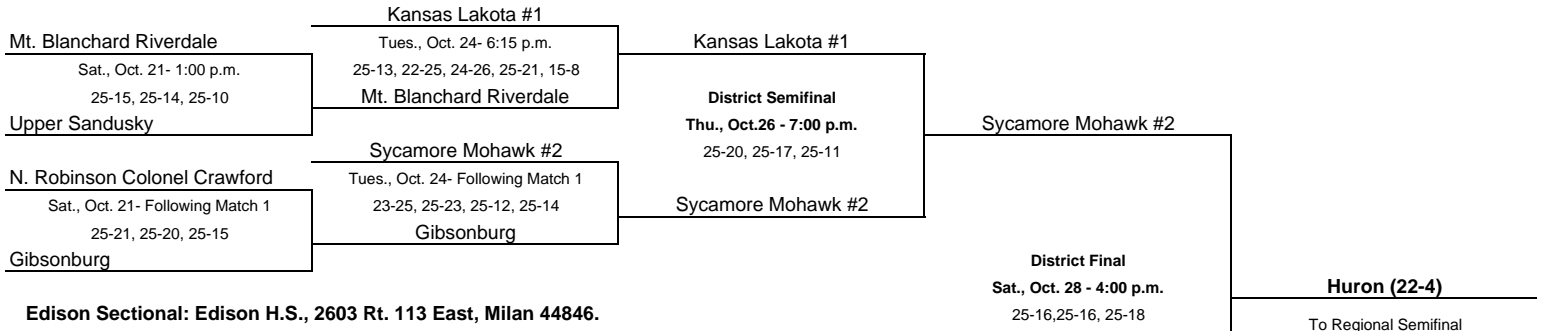 Kansas Lakota #1
Mt. Blanchard Riverdale
Tues., Oct. 24- 6:15 p.m.
Kansas Lakota #1
Sat., Oct. 21- 1:00 p.m.
25-13, 22-25, 24-26, 25-21, 15-8
25-15, 25-14, 25-10
Mt. Blanchard Riverdale
District Semifinal
Upper Sandusky
Thu., Oct.26 - 7:00 p.m.
Sycamore Mohawk #2
Sycamore Mohawk #2
25-20, 25-17, 25-11
N. Robinson Colonel Crawford
Tues., Oct. 24- Following Match 1
Sat., Oct. 21- Following Match 1
23-25, 25-23, 25-12, 25-14
Sycamore Mohawk #2
25-21, 25-20, 25-15
Gibsonburg
Gibsonburg
District Final
Sat., Oct. 28 - 4:00 p.m.
Huron (22-4)
Edison Sectional: Edison H.S., 2603 Rt. 113 East, Milan 44846.
25-16,25-16, 25-18
To Regional Semifinal